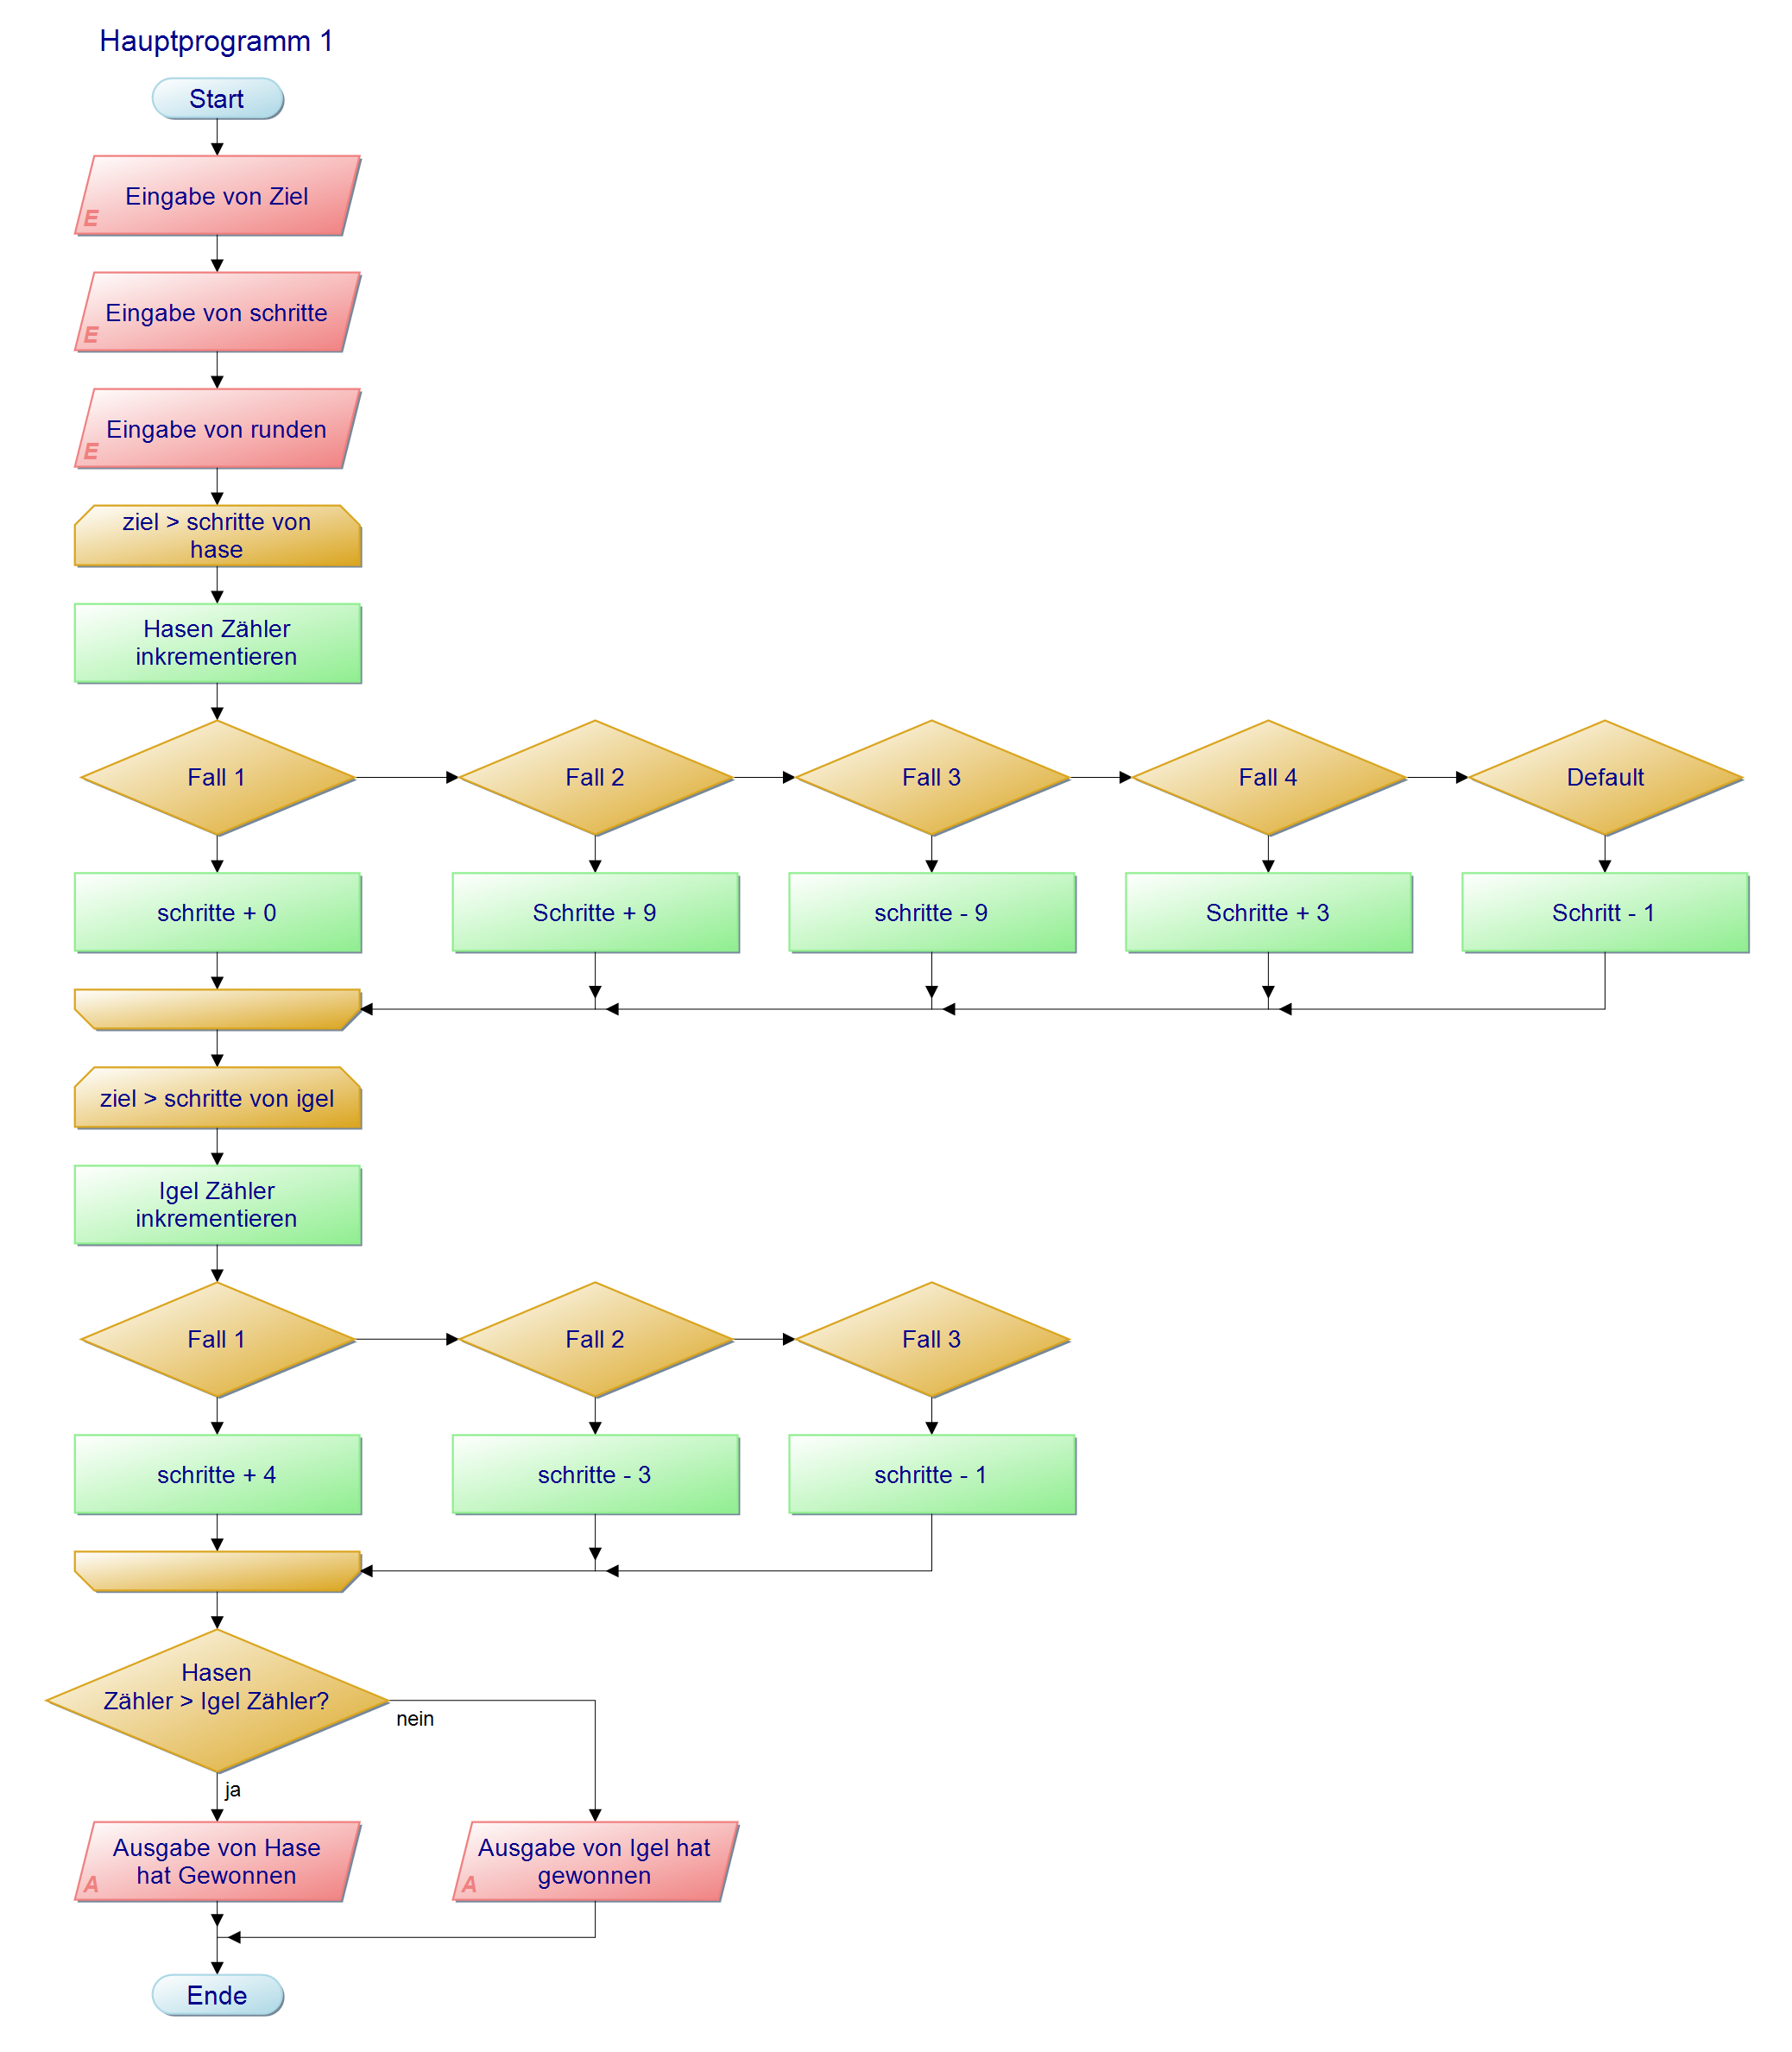 Hauptprogramm 1
Start
Eingabe von Ziel
E
Eingabe von schritte
E
Eingabe von runden
E
ziel > schritte von
hase
Hasen Zähler
inkrementieren
Fall 1
Fall 2
Fall 3
Fall 4
Default
schritte + 0
Schritte + 9
schritte - 9
Schritte + 3
Schritt - 1
ziel > schritte von igel
Igel Zähler
inkrementieren
Fall 1
Fall 2
Fall 3
schritte + 4
schritte - 3
schritte - 1
Hasen
Zähler > Igel Zähler?
nein
ja
Ausgabe von Hase
hat Gewonnen
A
Ausgabe von Igel hat
gewonnen
A
Ende